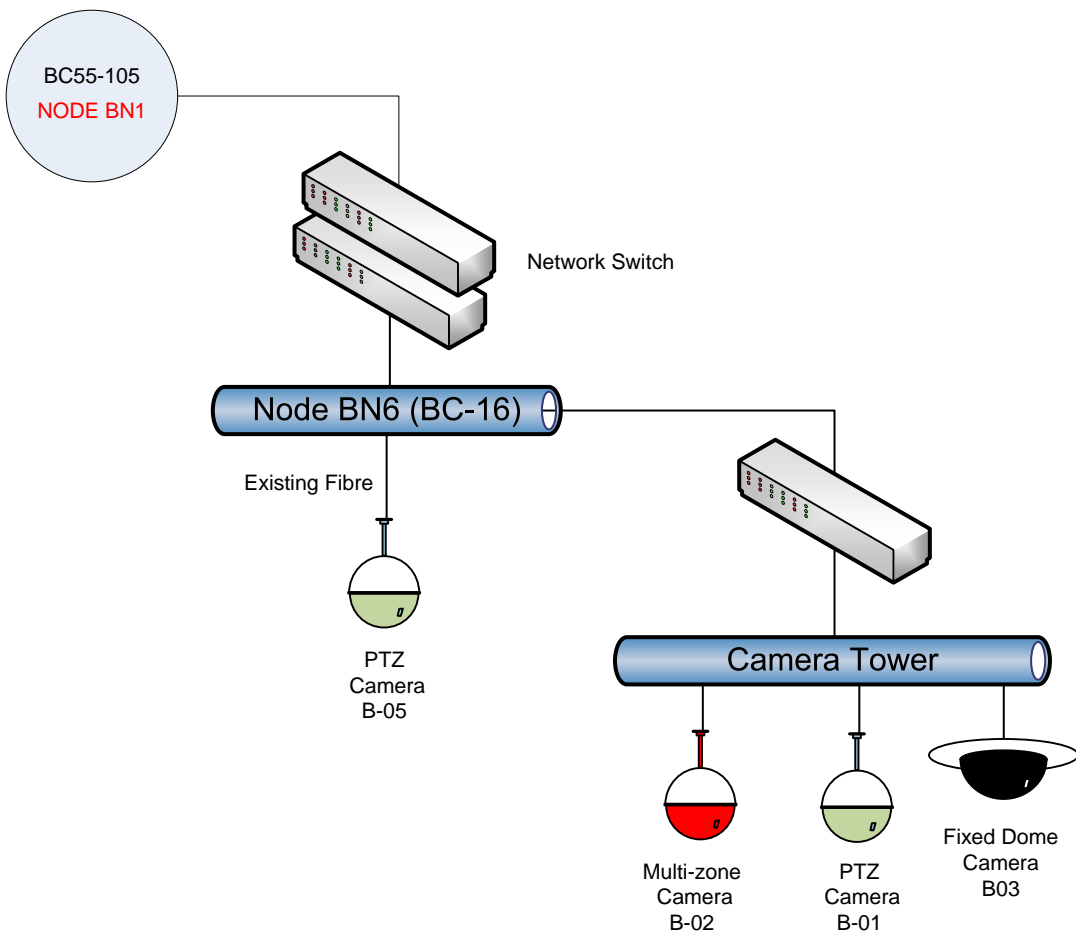 BC55-105
NODE BN1
Network Switch
Node BN6 (BC-16)
Existing Fibre
PTZ
Camera
B-05
Camera Tower
Multi-zone
Camera
B-02
PTZ
Camera
B-01
Fixed Dome
Camera
B03